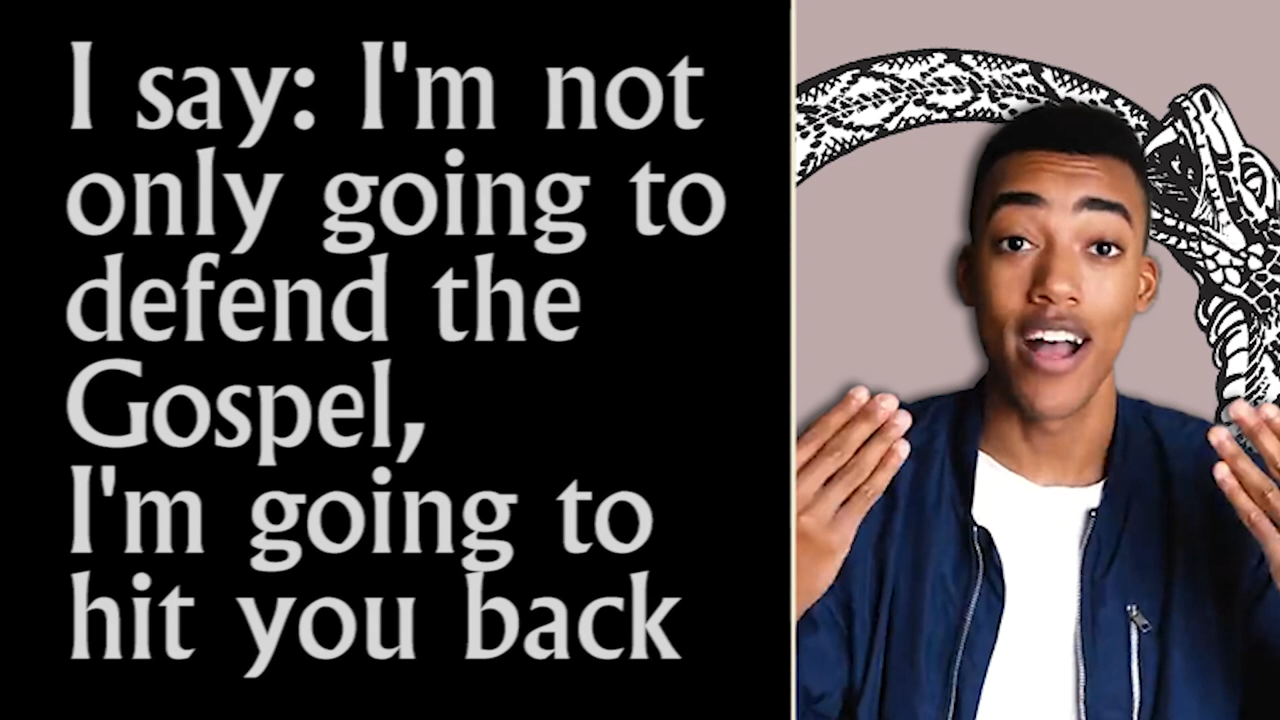 I say: I'm not
only going to
defend the
Gospel,
I'm going to
hit you back